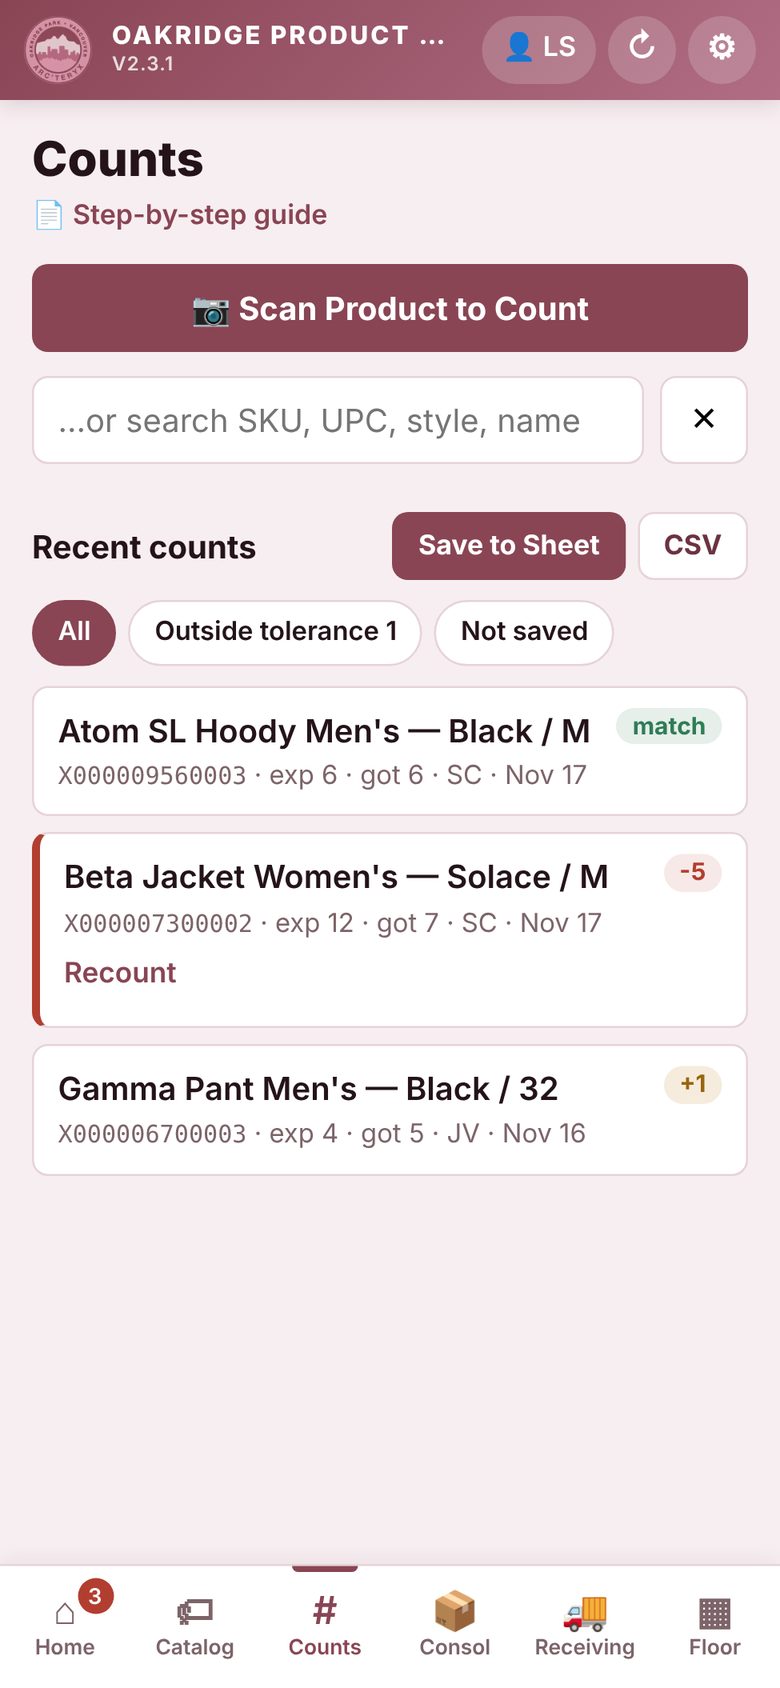 OAKRIDGE PRODUCT ...
V2.3.1
LS
Counts
Step-by-step guide
Scan Product to Count
...or search SKU, UPC, style, name
×
Recent counts
Save to Sheet
CSV
All
Outside tolerance 1
Not saved
Atom SL Hoody Men's — Black / M
match
X000009560003 · exp 6 · got 6 · SC · Nov 17
Beta Jacket Women's — Solace / M
-5
X000007300002 · exp 12 · got 7 · SC · Nov 17
Recount
Gamma Pant Men's — Black / 32
+1
X000006700003 · exp 4 · got 5 · JV · Nov 16
3
#
Home
Catalog
Counts
Consol
Receiving
Floor